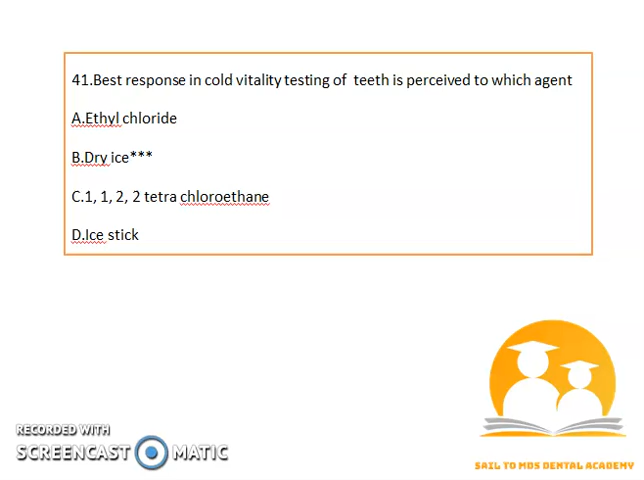 41.Best response in cold vitality testing of teeth is perceived to which agent
A.Ethyl chloride
B.Dry ice***
C.1, 1, 2, 2 tetra chloroethane
D.Ice stick
RECORDED WITH
SCREENCAST MATIC
SAIL TO MDS DENTAL ACADEMY